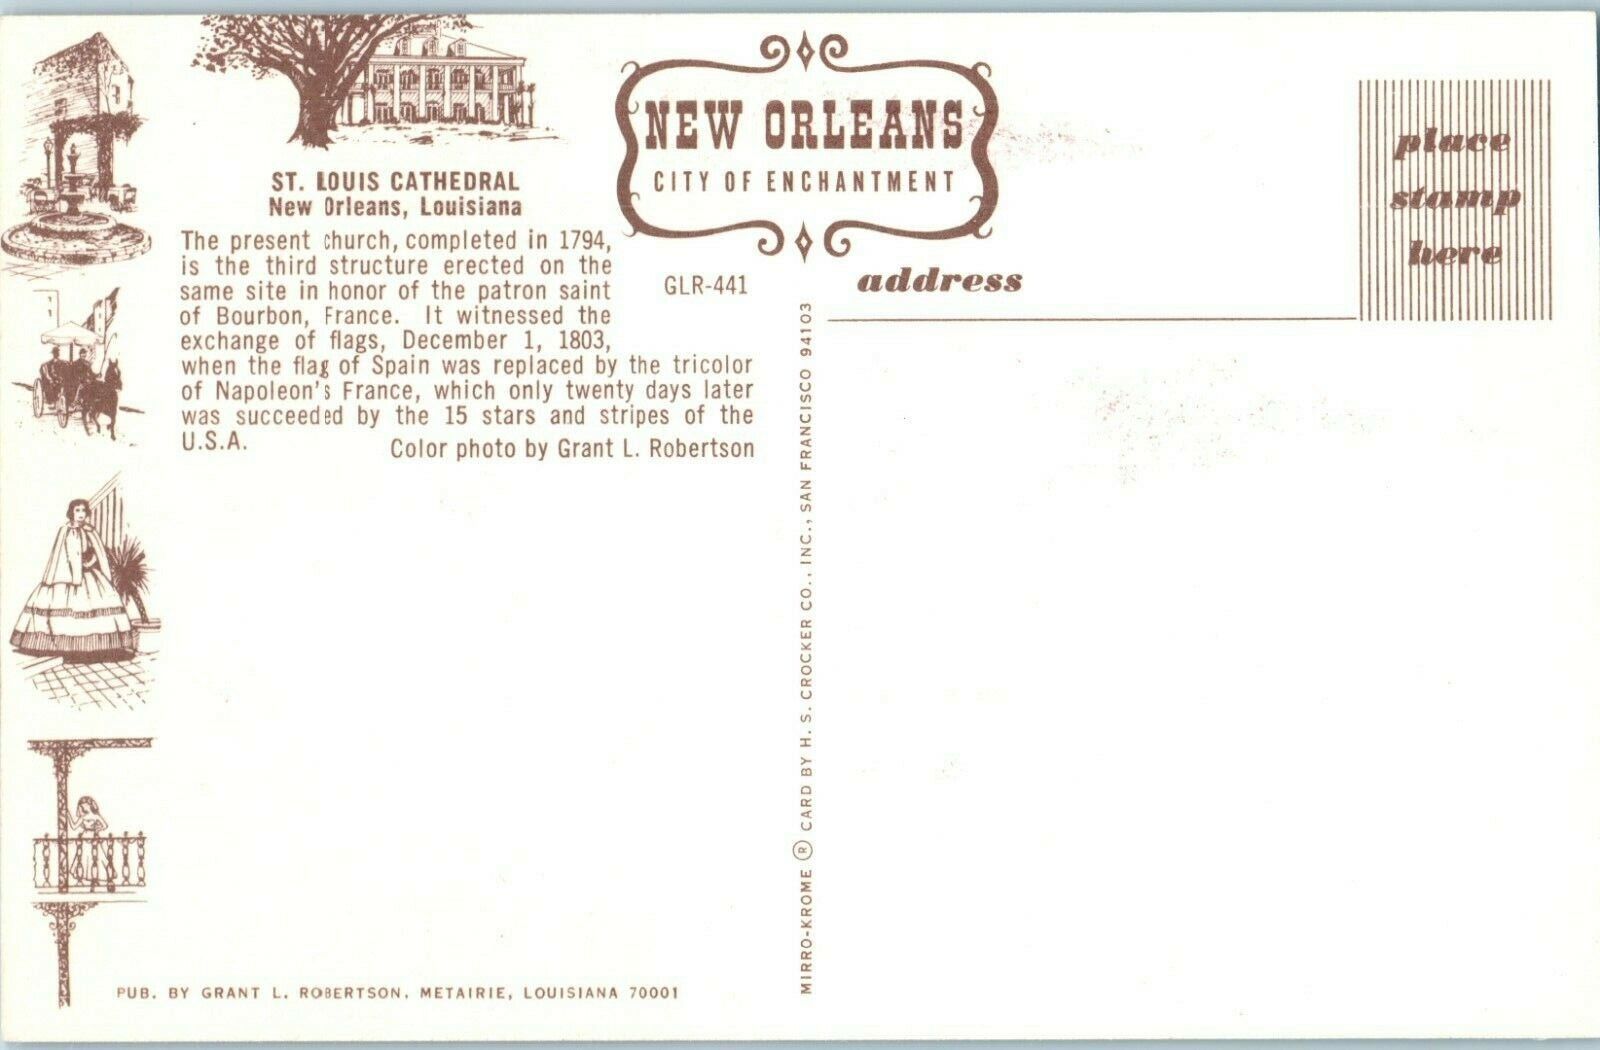 ST. LOUIS CATHEDRAL
New Orleans, Louisiana
The present church, completed in 1794,
is the third structure erected on the
same site in honor of the patron saint
of Bourbon, France. It witnessed the
exchange of flags, December 1, 1803,
when the flag of Spain was replaced by the tricolor
of Napoleon's France, which only twenty days later
was succeeded by the 15 stars and stripes of the
U.S.A.
Color photo by Grant L. Robertson
NEW ORLEANS
CITY OF ENCHANTMENT
GLR-441
address
place
stamp
here
MIRRO-KROME ® CARD BY H. S. CROCKER CO., INC., SAN FRANCISCO 94103
PUB. BY GRANT L. ROBERTSON, METAIRIE, LOUISIANA 70001